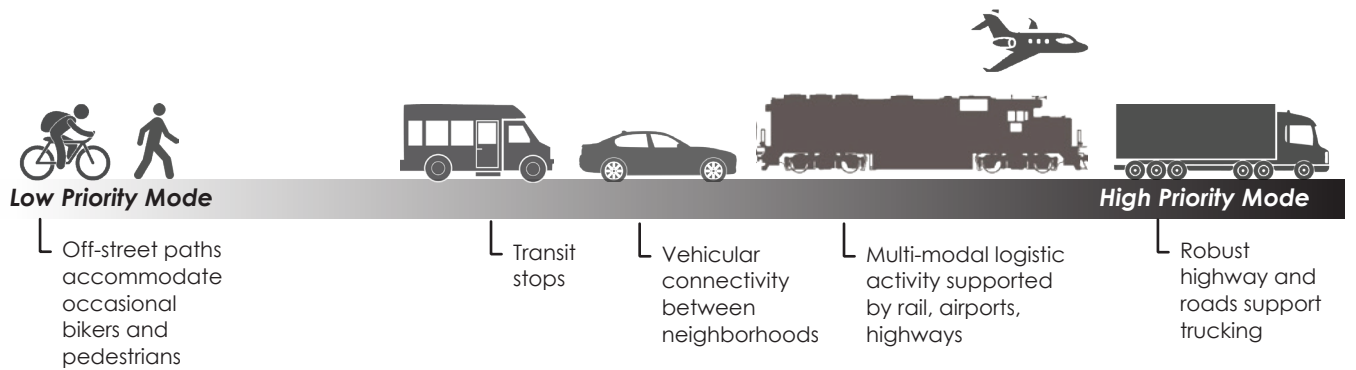 Low Priority Mode
High Priority Mode
Off-street paths
accommodate
occasional
bikers and
pedestrians
Transit
stops
Vehicular
connectivity
between
neighborhoods
Multi-modal logistic
activity supported
by rail, airports,
highways
Robust
highway and
roads support
trucking